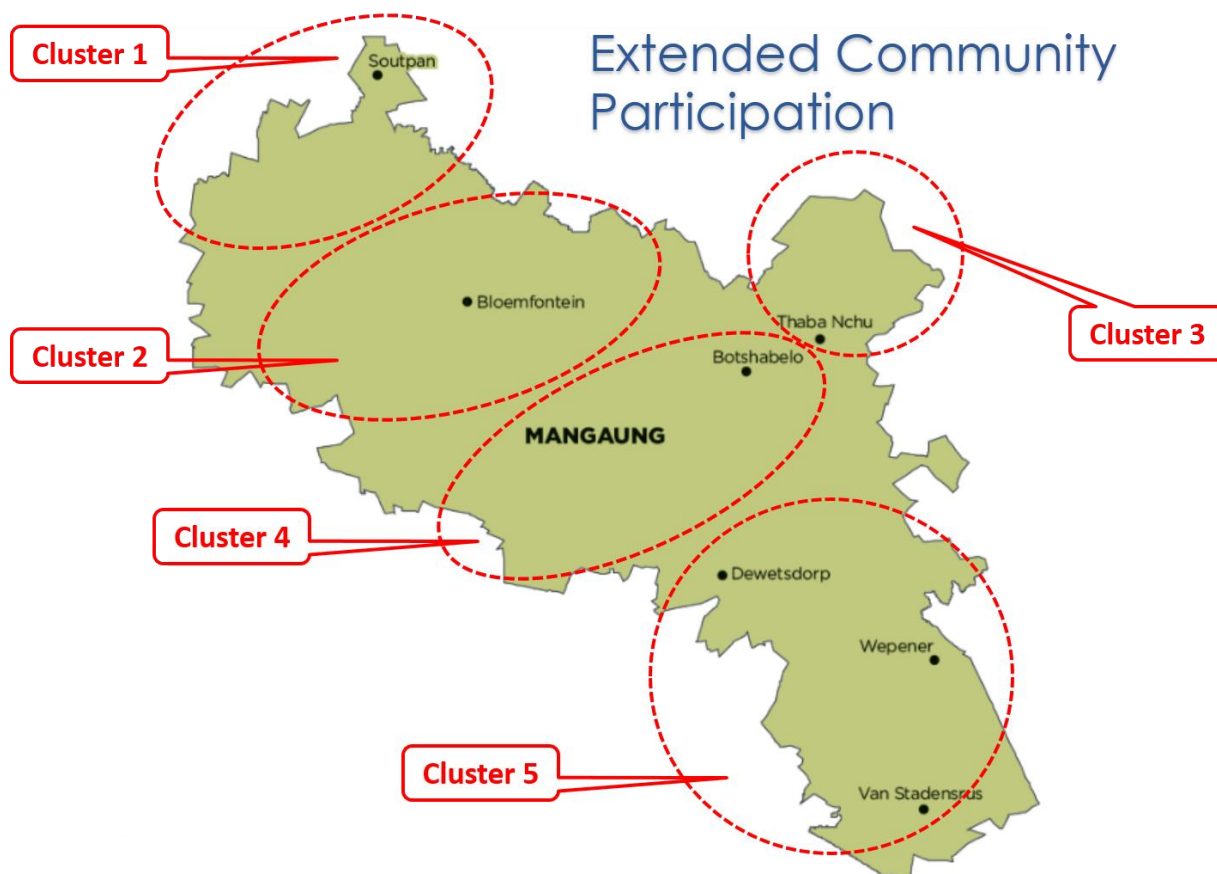 Extended Community
Participation
Cluster 1
Soutpan
Cluster 2
Bloemfontein
Cluster 3
Thaba Nchu
Botshabelo
MANGAUNG
Cluster 4
Dewetsdorp
Wepener
Cluster 5
Van Stadensrus